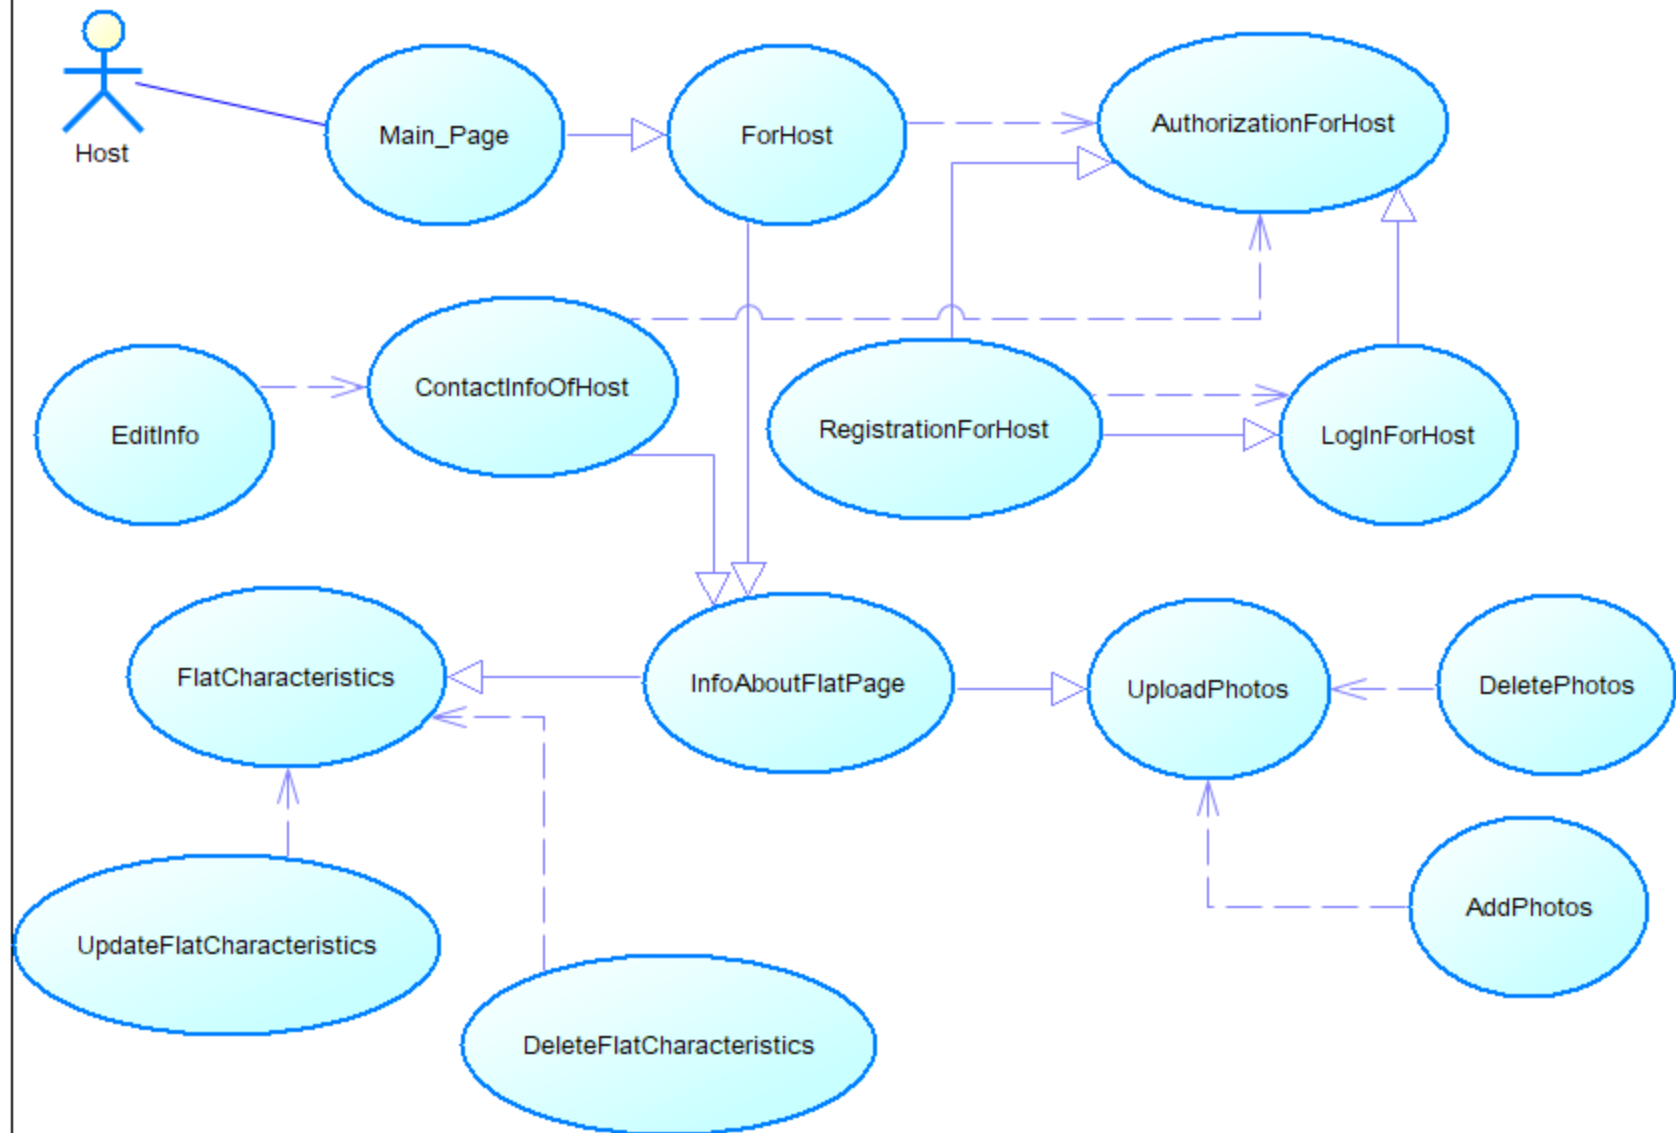 Host
Main_Page
ForHost
AuthorizationForHost
EditInfo
ContactInfoOfHost
RegistrationForHost
LogInForHost
FlatCharacteristics
InfoAboutFlatPage
UploadPhotos
DeletePhotos
UpdateFlatCharacteristics
AddPhotos
DeleteFlatCharacteristics